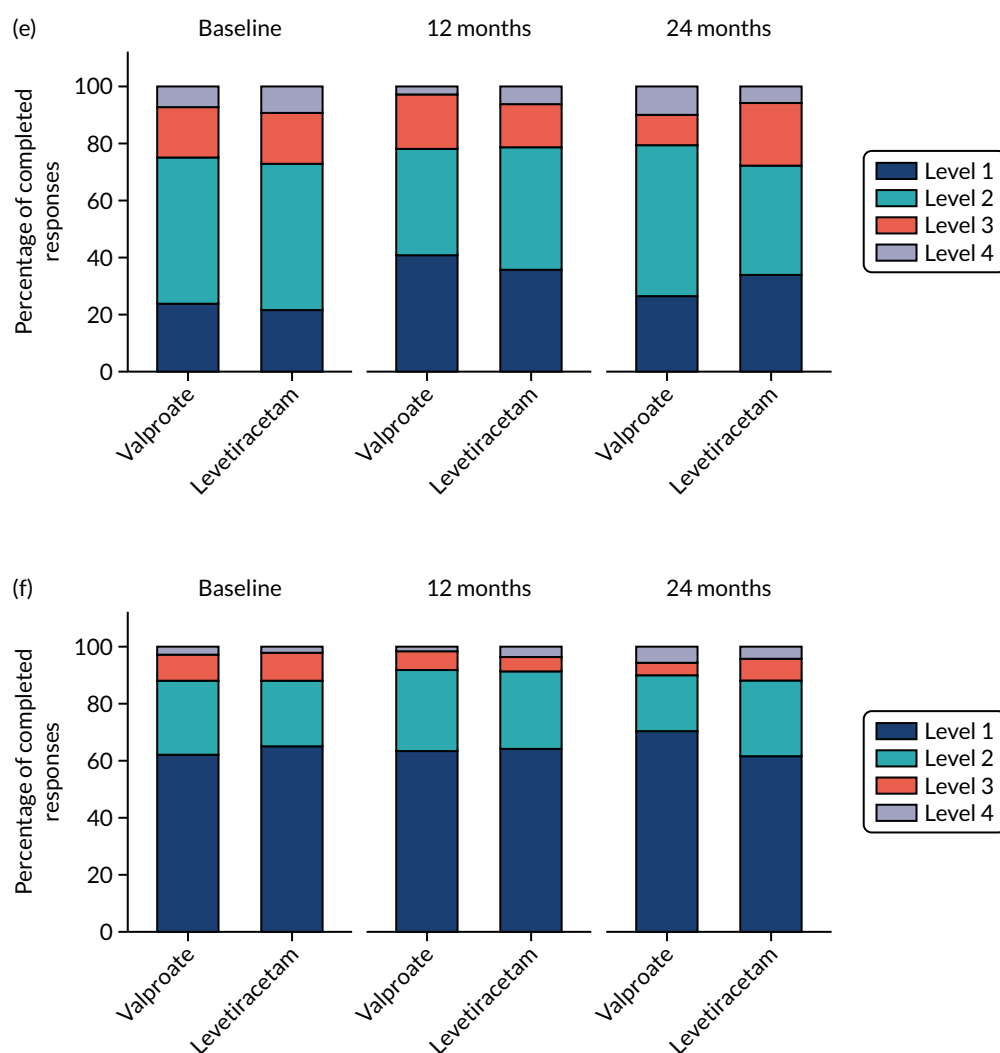 (e)
Baseline
12 months
24 months
Percentage of completed
responses
100
80
60
40
20
0
Valproate
Levetiracetam
Valproate
Levetiracetam
Valproate
Levetiracetam
Level 1
Level 2
Level 3
Level 4
(f)
Baseline
12 months
24 months
Percentage of completed
responses
100
80
60
40
20
0
Valproate
Levetiracetam
Valproate
Levetiracetam
Valproate
Levetiracetam
Level 1
Level 2
Level 3
Level 4